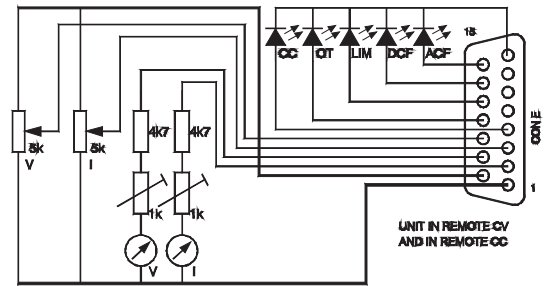 15
CC OT LIM DCF ACF
CON E
4k7 4k7
5k 5k
V I
1k 1k
1
V I
UNIT IN REMOTE CV
AND IN REMOTE CC